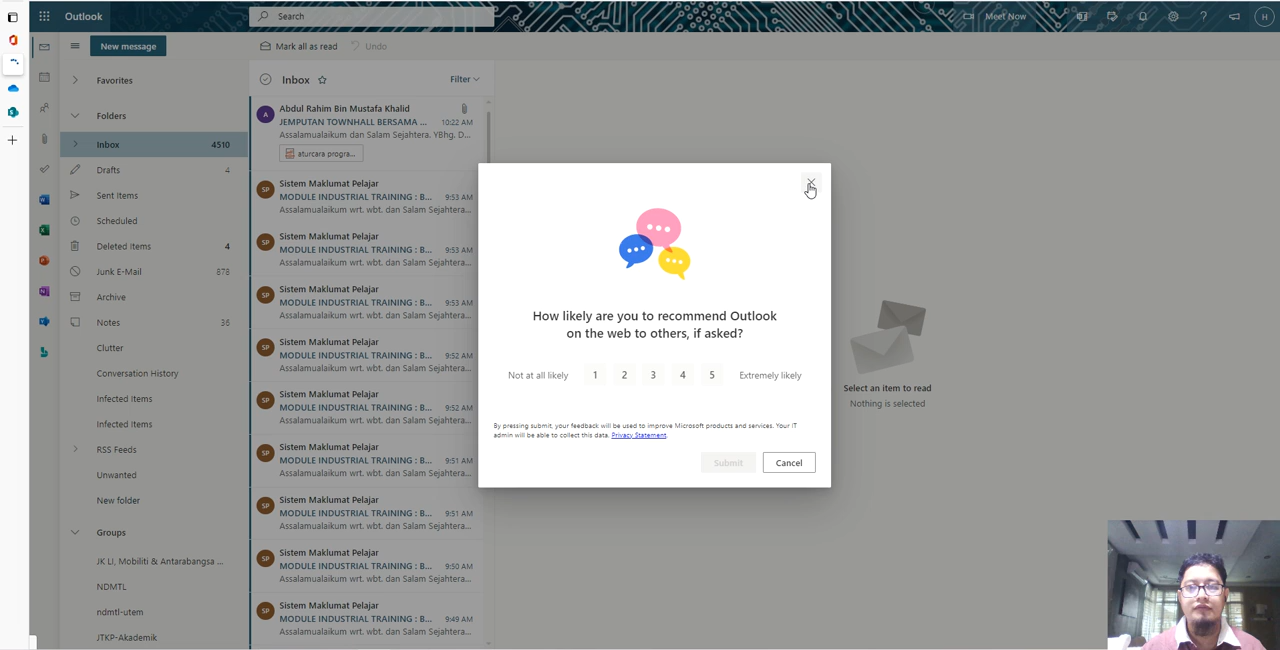 Outlook
Search
Meet Now
H
New message
Mark all as read
Undo
Favorites
Folders
Inbox 4510
Drafts 4
Sent Items
Scheduled
Deleted Items 4
Junk E-Mail 878
Archive
Notes 36
Clutter
Conversation History
Infected Items
Infected Items
RSS Feeds
Unwanted
New folder
Groups
JK LI, Mobiliti & Antarabangsa ...
NDMTL
ndmtl-utem
JTKP-Akademik
Inbox
Filter
A
Abdul Rahim Bin Mustafa Khalid
JEMPUTAN TOWNHALL BERSAMA ... 10:22 AM
Assalamualaikum dan Salam Sejahtera. YBhg. D...
aturcara progra...
SP
Sistem Maklumat Pelajar
MODULE INDUSTRIAL TRAINING : B... 9:53 AM
Assalamualaikum wrt. wbt. dan Salam Sejahtera...
SP
Sistem Maklumat Pelajar
MODULE INDUSTRIAL TRAINING : B... 9:53 AM
Assalamualaikum wrt. wbt. dan Salam Sejahtera...
SP
Sistem Maklumat Pelajar
MODULE INDUSTRIAL TRAINING : B... 9:53 AM
Assalamualaikum wrt. wbt. dan Salam Sejahtera...
SP
Sistem Maklumat Pelajar
MODULE INDUSTRIAL TRAINING : B... 9:52 AM
Assalamualaikum wrt. wbt. dan Salam Sejahtera...
SP
Sistem Maklumat Pelajar
MODULE INDUSTRIAL TRAINING : B... 9:52 AM
Assalamualaikum wrt. wbt. dan Salam Sejahtera...
SP
Sistem Maklumat Pelajar
MODULE INDUSTRIAL TRAINING : B... 9:51 AM
Assalamualaikum wrt. wbt. dan Salam Sejahtera...
SP
Sistem Maklumat Pelajar
MODULE INDUSTRIAL TRAINING : B... 9:51 AM
Assalamualaikum wrt. wbt. dan Salam Sejahtera...
SP
Sistem Maklumat Pelajar
MODULE INDUSTRIAL TRAINING : B... 9:50 AM
Assalamualaikum wrt. wbt. dan Salam Sejahtera...
SP
Sistem Maklumat Pelajar
MODULE INDUSTRIAL TRAINING : B... 9:49 AM
Assalamualaikum wrt. wbt. dan Salam Sejahtera...
How likely are you to recommend Outlook
on the web to others, if asked?
Not at all likely 1 2 3 4 5 Extremely likely
By pressing submit, your feedback will be used to improve Microsoft products and services. Your IT
admin will be able to collect this data. Privacy Statement.
Submit Cancel
Select an item to read
Nothing is selected